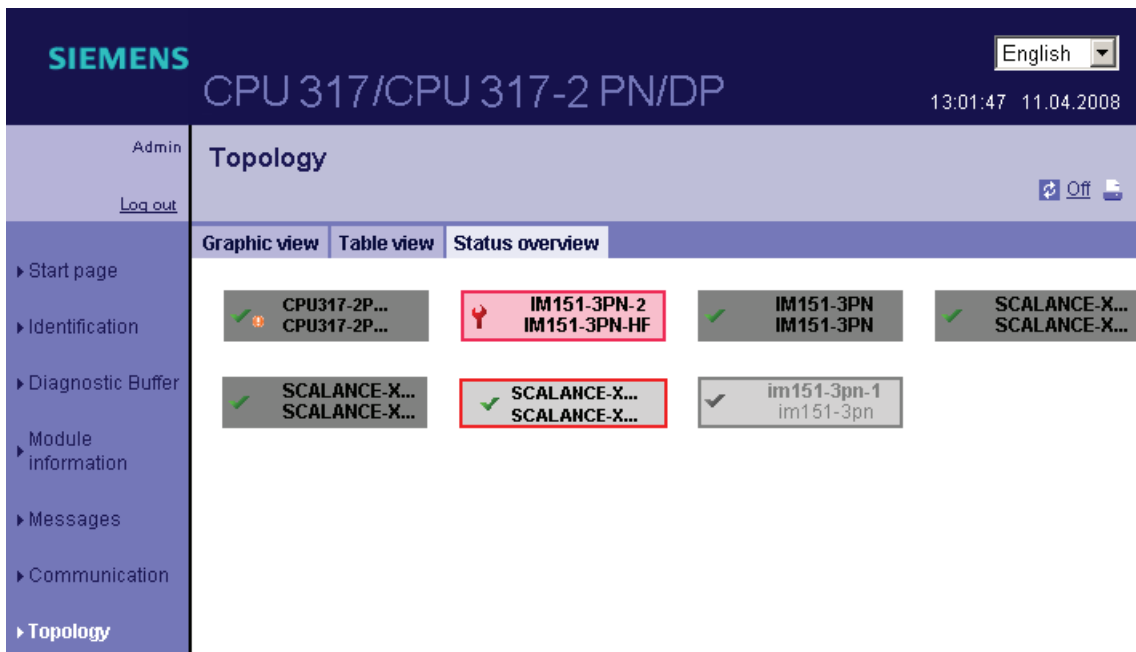 SIEMENS
English
CPU 317/CPU 317-2 PN/DP
13:01:47 11.04.2008
Admin
Topology
Log out
Off
Graphic view Table view Status overview
Start page
Identification
Diagnostic Buffer
Module
information
Messages
Communication
Topology
CPU317-2P...
CPU317-2P...
IM151-3PN-2
IM151-3PN-HF
IM151-3PN
IM151-3PN
SCALANCE-X...
SCALANCE-X...
SCALANCE-X...
SCALANCE-X...
SCALANCE-X...
SCALANCE-X...
im151-3pn-1
im151-3pn